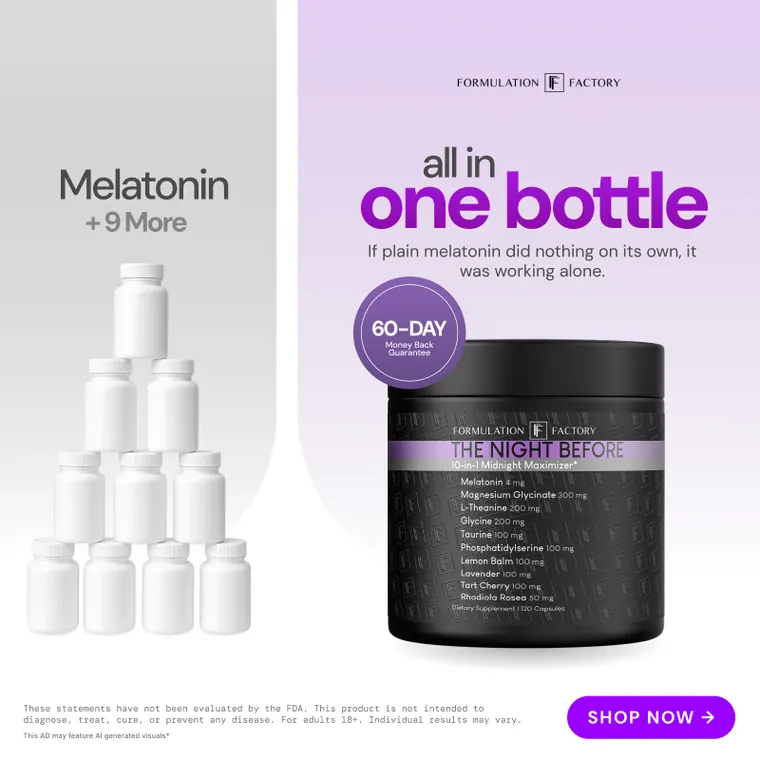 Melatonin
+ 9 More
FORMULATION FF FACTORY
all in
one bottle
If plain melatonin did nothing on its own, it
was working alone.
60-DAY
Money Back
Guarantee
FORMULATION FF FACTORY
THE NIGHT BEFORE
10-in-1 Midnight Maximizer*
Melatonin 4 mg
Magnesium Glycinate 300 mg
L-Theanine 200 mg
Glycine 200 mg
Taurine 100 mg
Phosphatidylserine 100 mg
Lemon Balm 100 mg
Lavender 100 mg
Tart Cherry 100 mg
Rhodiola Rosea 50 mg
Dietary Supplement | 120 Capsules
These statements have not been evaluated by the FDA. This product is not intended to
diagnose, treat, cure, or prevent any disease. For adults 18+. Individual results may vary.
This AD may feature AI generated visuals*
SHOP NOW →